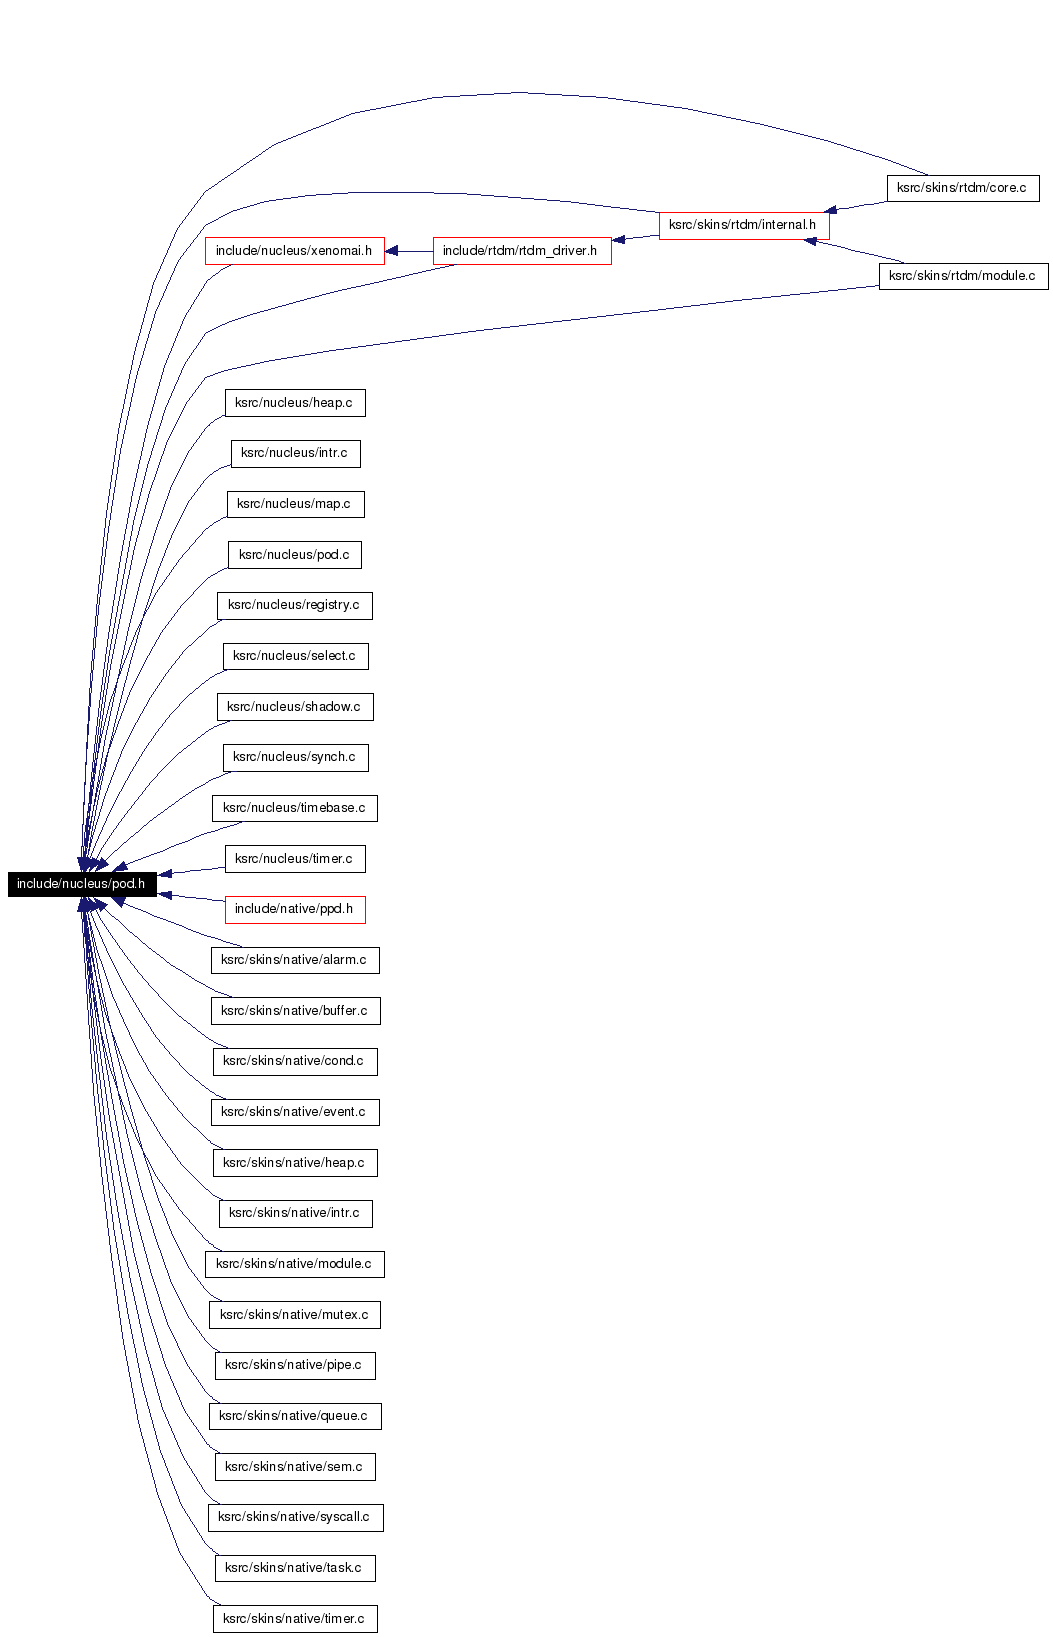 ksrc/skins/rtdm/core.c
ksrc/skins/rtdm/internal.h
include/nucleus/xenomai.h
include/rtdm/rtdm_driver.h
ksrc/skins/rtdm/module.c
ksrc/nucleus/heap.c
ksrc/nucleus/intr.c
ksrc/nucleus/map.c
ksrc/nucleus/pod.c
ksrc/nucleus/registry.c
ksrc/nucleus/select.c
ksrc/nucleus/shadow.c
ksrc/nucleus/synch.c
ksrc/nucleus/timebase.c
ksrc/nucleus/timer.c
include/nucleus/pod.h
include/native/ppd.h
ksrc/skins/native/alarm.c
ksrc/skins/native/buffer.c
ksrc/skins/native/cond.c
ksrc/skins/native/event.c
ksrc/skins/native/heap.c
ksrc/skins/native/intr.c
ksrc/skins/native/module.c
ksrc/skins/native/mutex.c
ksrc/skins/native/pipe.c
ksrc/skins/native/queue.c
ksrc/skins/native/sem.c
ksrc/skins/native/syscall.c
ksrc/skins/native/task.c
ksrc/skins/native/timer.c